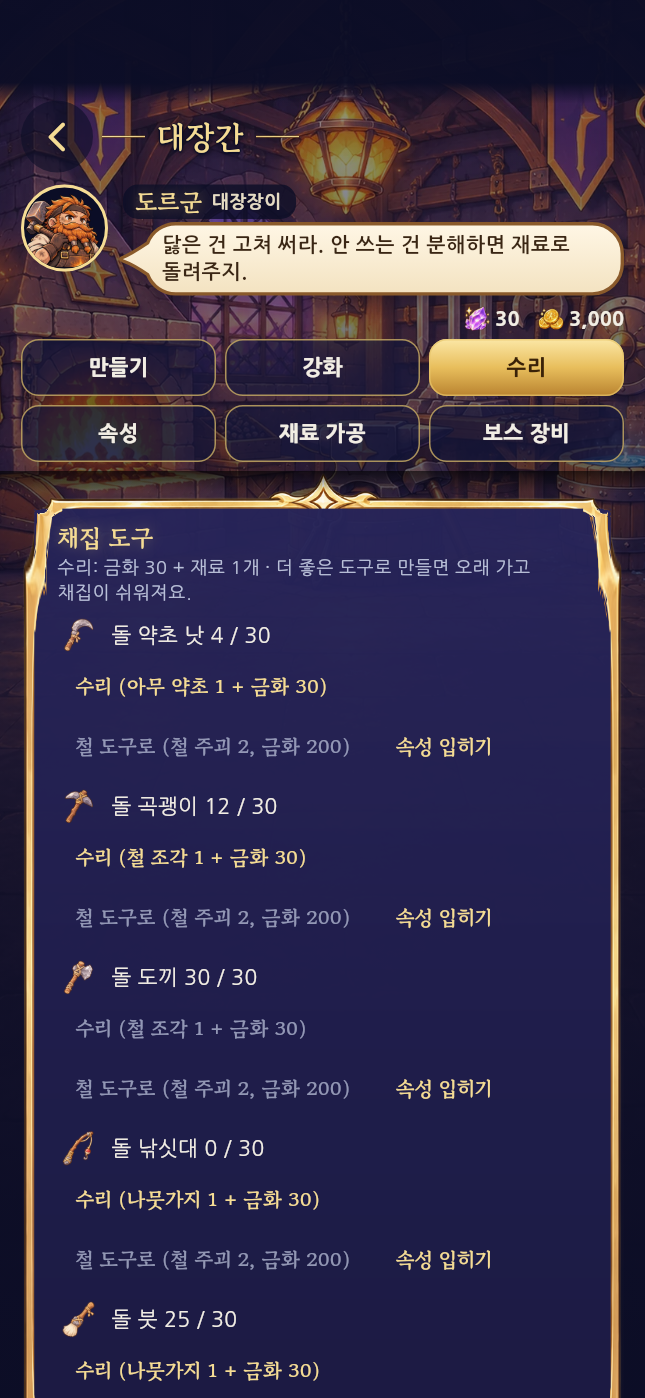 대장간
도르군 대장장이
닳은 건 고쳐 써라. 안 쓰는 건 분해하면 재료로
돌려주지.
30 3,000
만들기 강화 수리
속성 재료 가공 보스 장비
채집 도구
수리: 금화 30 + 재료 1개 · 더 좋은 도구로 만들면 오래 가고
채집이 쉬워져요.
돌 약초 낫 4 / 30
수리 (아무 약초 1 + 금화 30)
철 도구로 (철 주괴 2, 금화 200) 속성 입히기
돌 곡괭이 12 / 30
수리 (철 조각 1 + 금화 30)
철 도구로 (철 주괴 2, 금화 200) 속성 입히기
돌 도끼 30 / 30
수리 (철 조각 1 + 금화 30)
철 도구로 (철 주괴 2, 금화 200) 속성 입히기
돌 낚싯대 0 / 30
수리 (나뭇가지 1 + 금화 30)
철 도구로 (철 주괴 2, 금화 200) 속성 입히기
돌 붓 25 / 30
수리 (나뭇가지 1 + 금화 30)